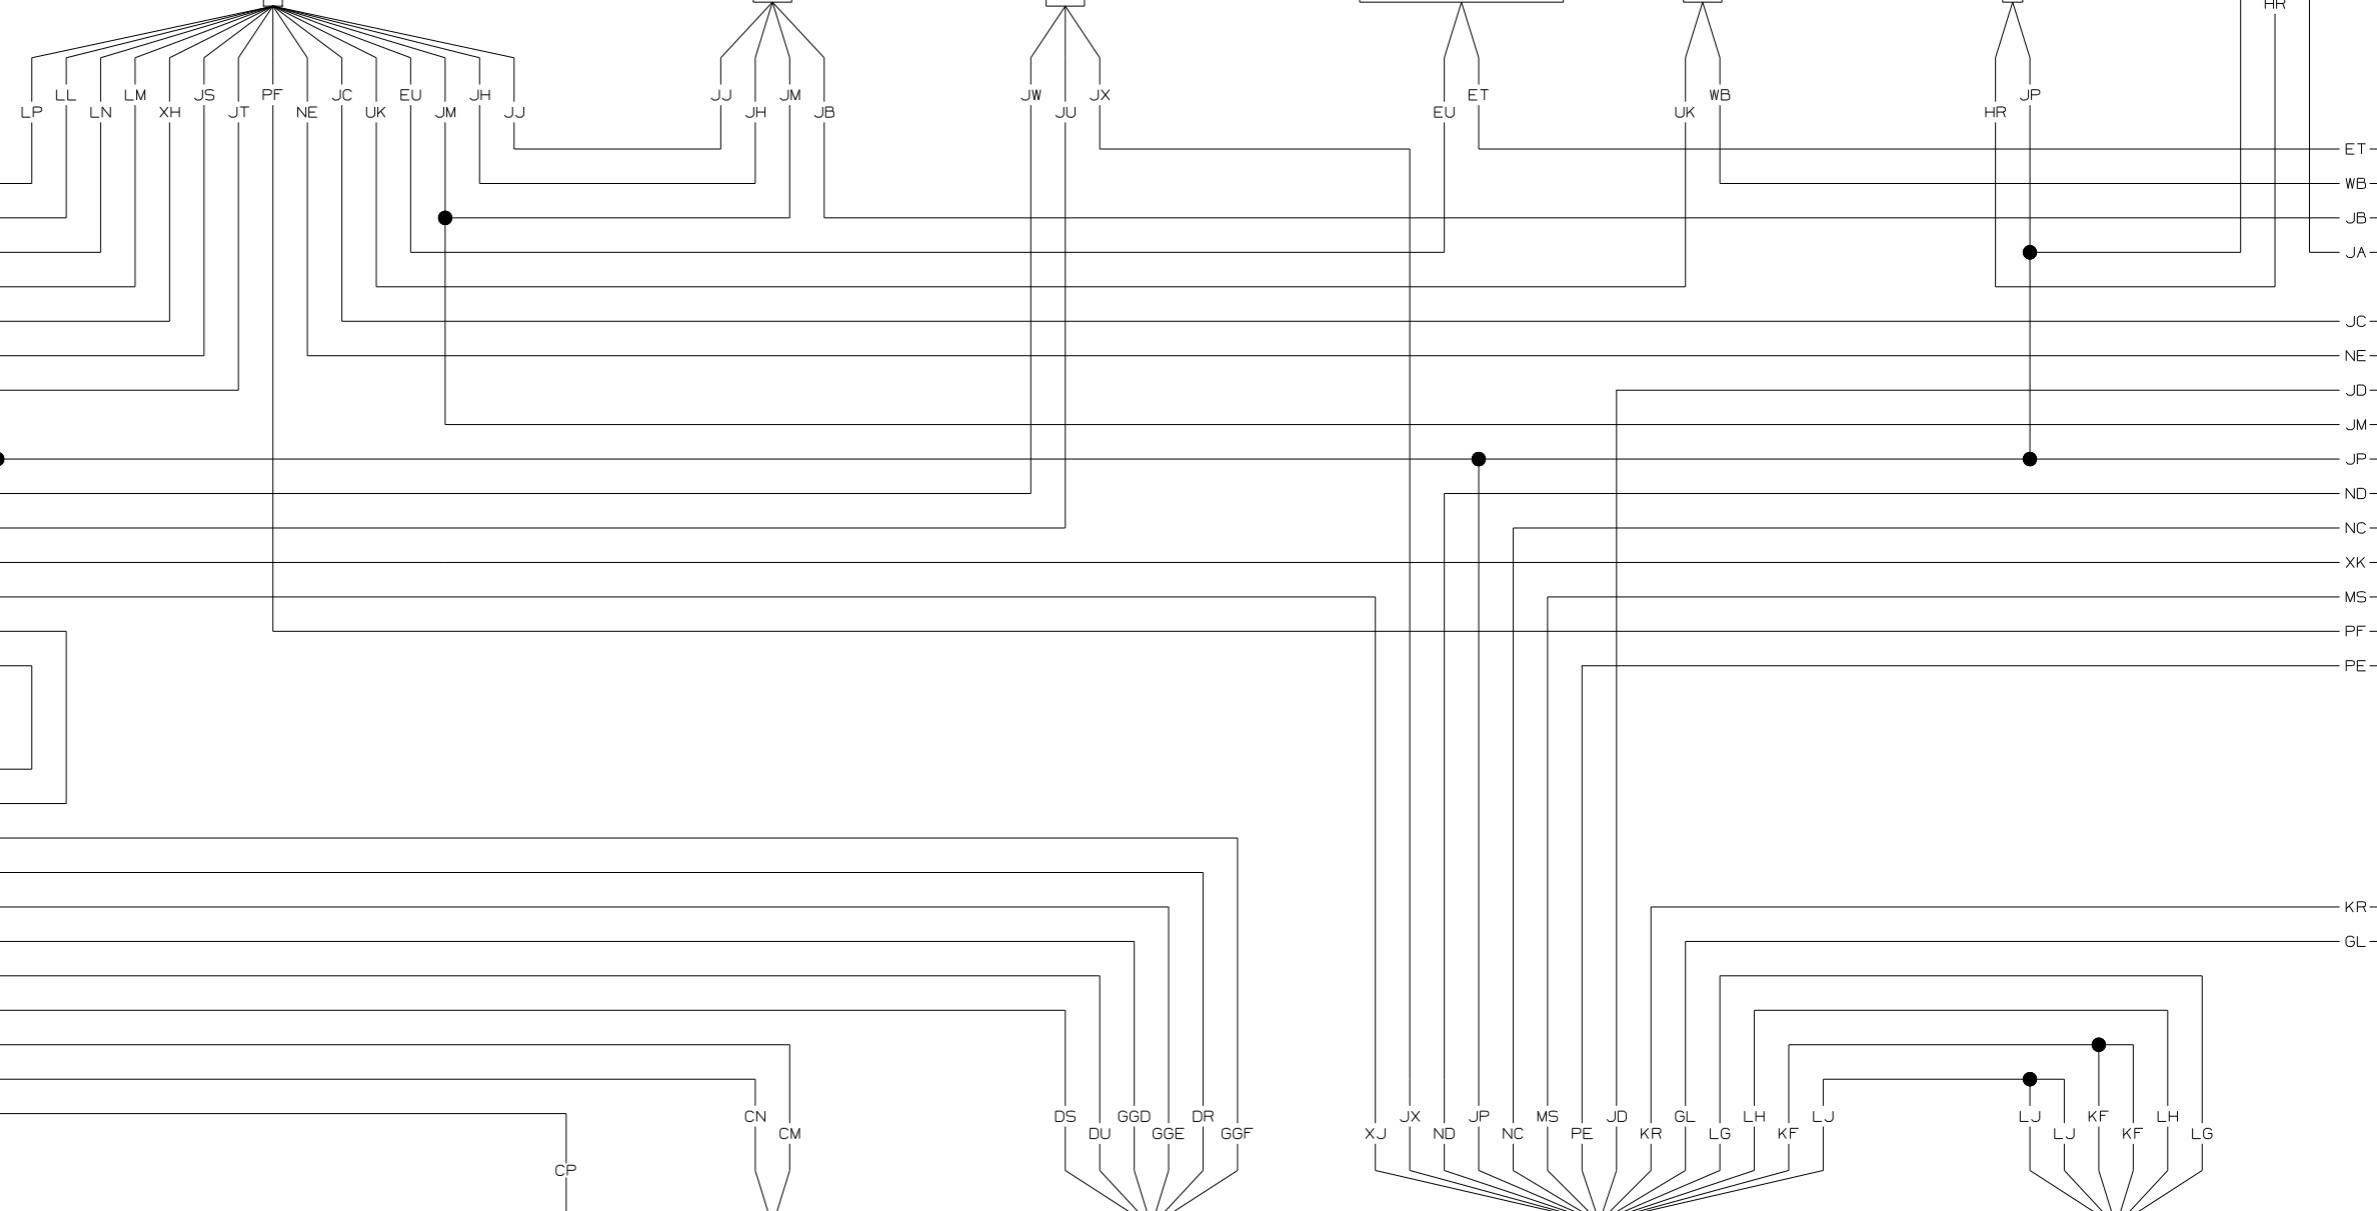 HR
LL LM JS PF JC EU JH JJ JM JW JX ET WB JP
LP LN XH JT NE UK JM JJ JH JB JU EU UK HR
ET
WB
JB
JA
JC
NE
JD
JM
JP
ND
NC
XK
MS
PF
PE
KR
GL
CN DS GGD DR JX JP MS JD GL LH LJ LJ KF LH
CM DU GGE GGF XJ ND NC PE KR LG KF LJ KF LG
CP